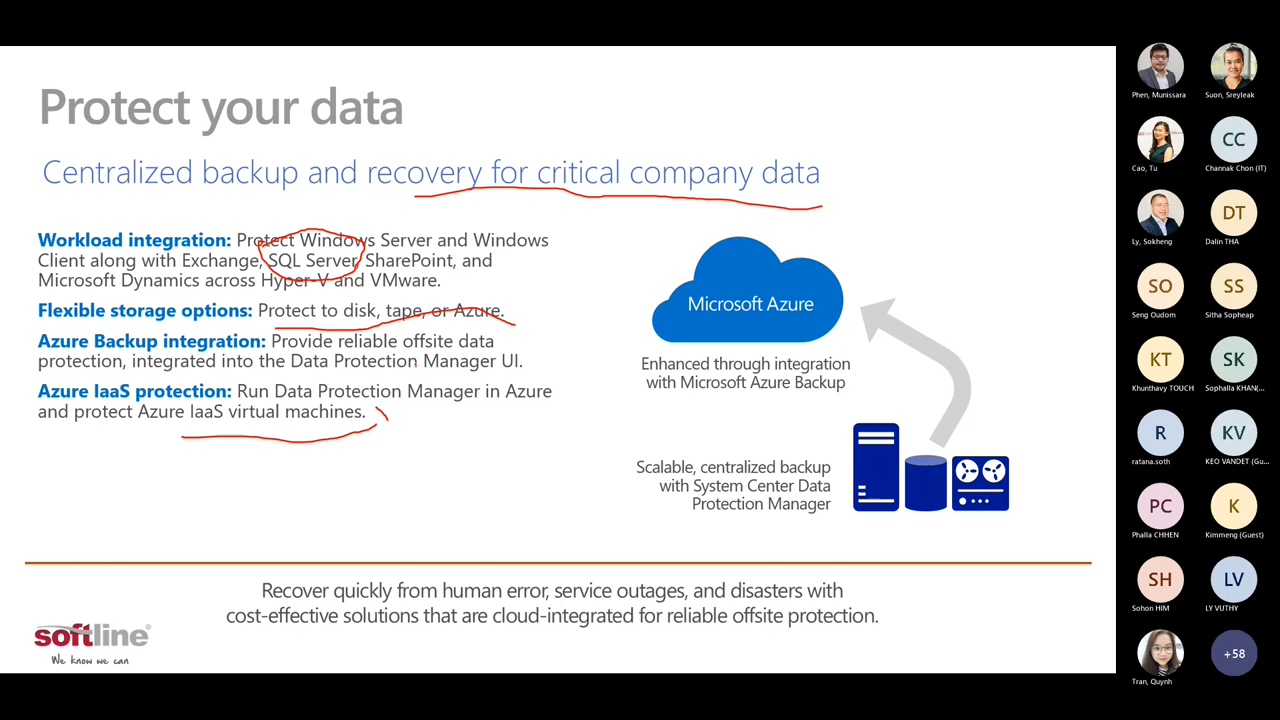 Protect your data
Centralized backup and recovery for critical company data
Workload integration: Protect Windows Server and Windows
Client along with Exchange, SQL Server, SharePoint, and
Microsoft Dynamics across Hyper-V and VMware.
Flexible storage options: Protect to disk, tape, or Azure.
Azure Backup integration: Provide reliable offsite data
protection, integrated into the Data Protection Manager UI.
Azure IaaS protection: Run Data Protection Manager in Azure
and protect Azure IaaS virtual machines.
Microsoft Azure
Enhanced through integration
with Microsoft Azure Backup
Scalable, centralized backup
with System Center Data
Protection Manager
Recover quickly from human error, service outages, and disasters with
cost-effective solutions that are cloud-integrated for reliable offsite protection.
softline®
We know we can
Phen, Munissara
Suon, Sreyleak
Cao, Tu
CC
Channak Chon (IT)
Ly, Sokheng
DT
Dalin THA
SO
Seng Oudom
SS
Sitha Sopheap
KT
Khunthavy TOUCH
SK
Sophalla KHAN(...
R
ratana.soth
KV
KEO VANDET (Gu...
PC
Phalla CHHEN
K
Kimmeng (Guest)
SH
Sohon HIM
LV
LY VUTHY
Tran, Quynh
+58